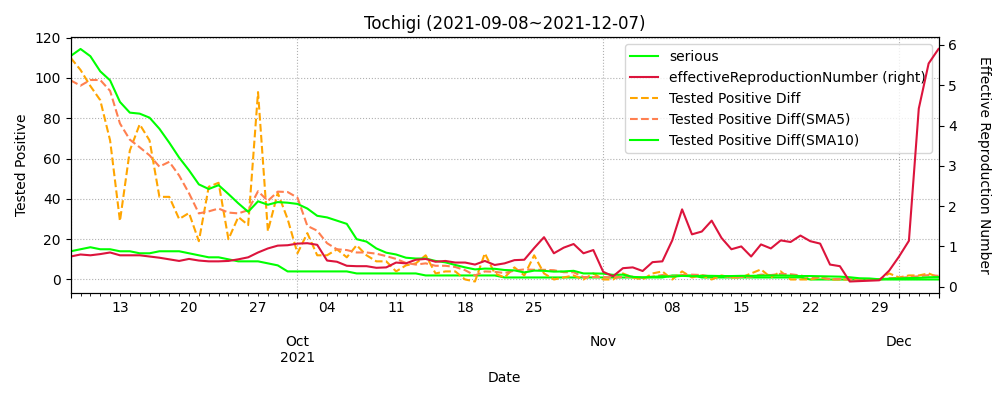 Tochigi (2021-09-08~2021-12-07)
120
100
80
60
40
20
0
Tested Positive
6
5
4
3
2
1
0
Effective Reproduction Number
serious
effectiveReproductionNumber (right)
Tested Positive Diff
Tested Positive Diff(SMA5)
Tested Positive Diff(SMA10)
13 20 27 04 11 18 25 08 15 22 29
Oct Nov Dec
2021
Date